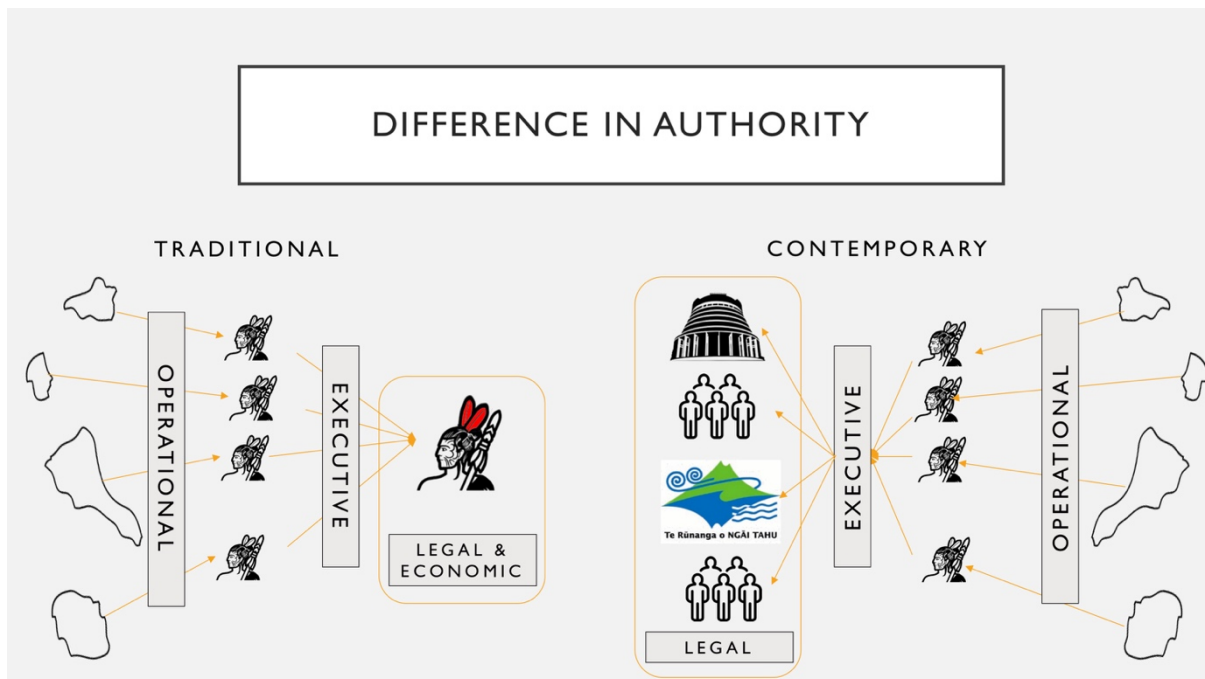 DIFFERENCE IN AUTHORITY
TRADITIONAL
OPERATIONAL
EXECUTIVE
LEGAL &
ECONOMIC
CONTEMPORARY
Te Rūnanga o NGĀI TAHU
LEGAL
EXECUTIVE
OPERATIONAL